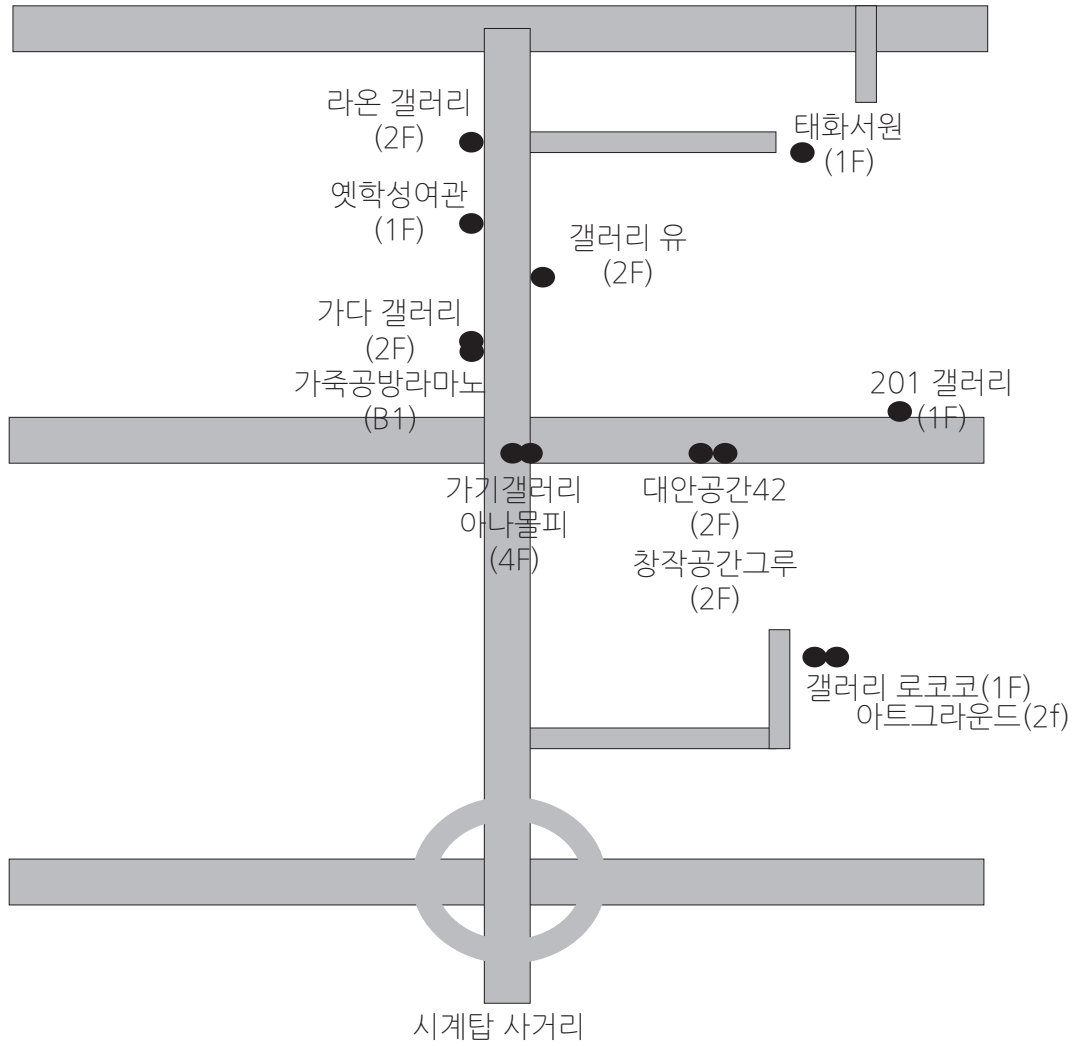 라온 갤러리
(2F)
태화서원
(1F)
옛학성여관
(1F)
갤러리 유
(2F)
가다 갤러리
(2F)
가죽공방라마노
(B1)
201 갤러리
(1F)
가기갤러리
아나몰피
(4F)
대안공간42
(2F)
창작공간그루
(2F)
갤러리 로코코(1F)
아트그라운드(2f)
시계탑 사거리